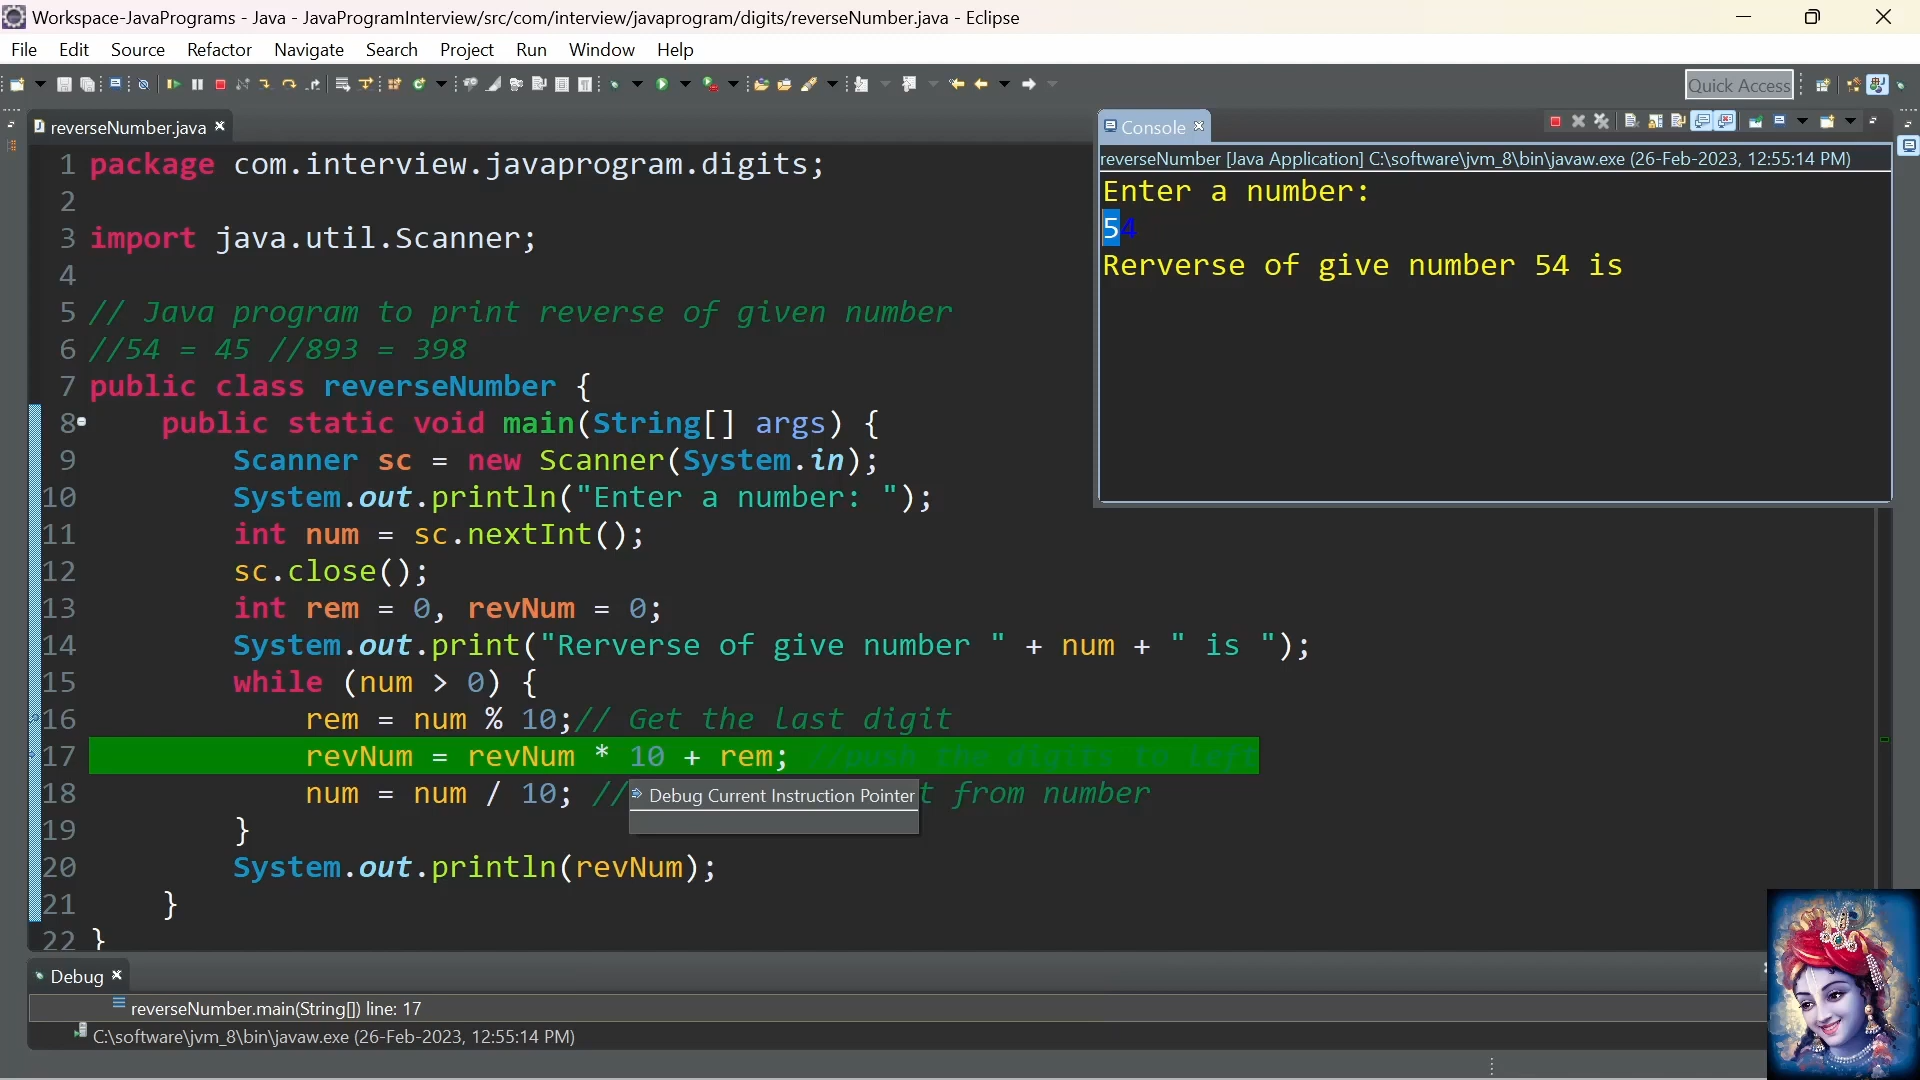 Workspace-JavaPrograms - Java - JavaProgramInterview/src/com/interview/javaprogram/digits/reverseNumber.java - Eclipse
File Edit Source Refactor Navigate Search Project Run Window Help
Quick Access
reverseNumber.java
1 package com.interview.javaprogram.digits;
2
3 import java.util.Scanner;
4
5 // Java program to print reverse of given number
6 //54 = 45 //893 = 398
7 public class reverseNumber {
8 public static void main(String[] args) {
9 Scanner sc = new Scanner(System.in);
10 System.out.println("Enter a number: ");
11 int num = sc.nextInt();
12 sc.close();
13 int rem = 0, revNum = 0;
14 System.out.print("Rerverse of give number " + num + " is ");
15 while (num > 0) {
16 rem = num % 10;// Get the last digit
17 revNum = revNum * 10 + rem; //push the digits to left
18 num = num / 10; // t from number
Debug Current Instruction Pointer
19 }
20 System.out.println(revNum);
21 }
22 }
Console
reverseNumber [Java Application] C:\software\jvm_8\bin\javaw.exe (26-Feb-2023, 12:55:14 PM)
Enter a number:
54
Rerverse of give number 54 is
Debug
reverseNumber.main(String[]) line: 17
C:\software\jvm_8\bin\javaw.exe (26-Feb-2023, 12:55:14 PM)